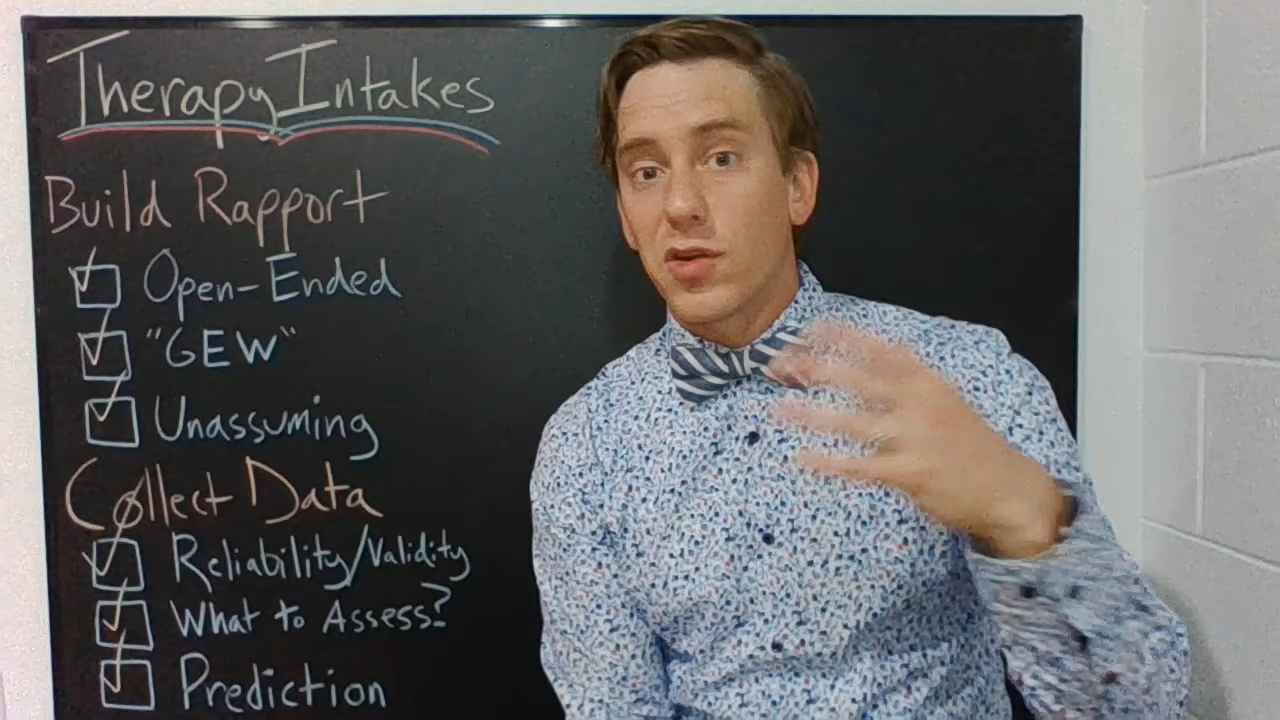 Therapy Intakes
Build Rapport
Open-Ended
"GEW"
Unassuming
Collect Data
Reliability/Validity
What to Assess?
Prediction